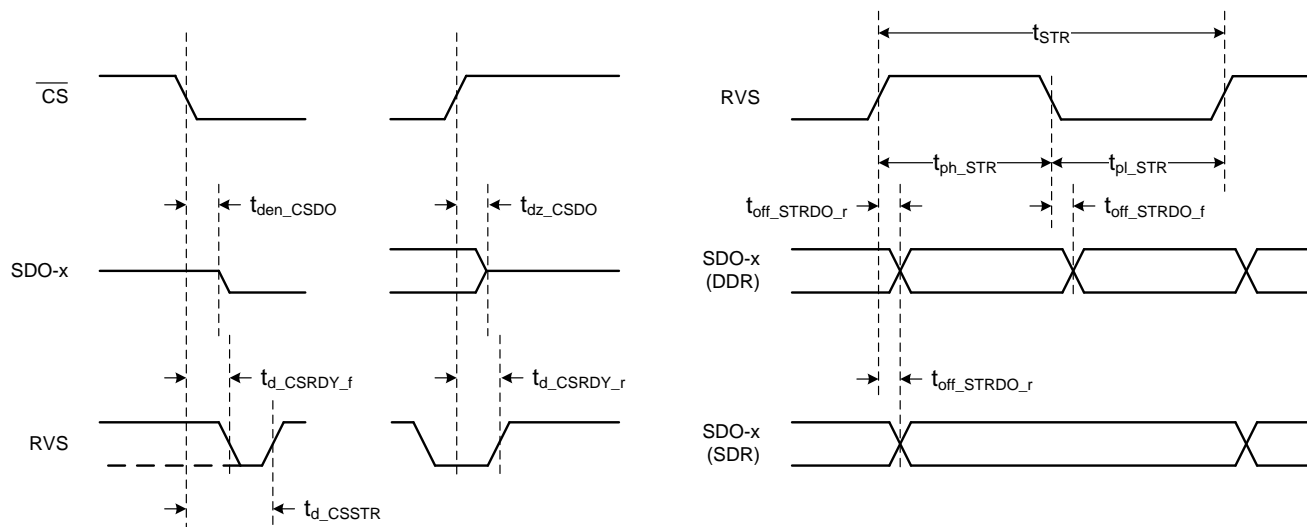 CS
t_STR
RVS
t_ph_STR
t_pl_STR
t_den_CSDO
t_dz_CSDO
t_off_STRDO_r
t_off_STRDO_f
SDO-x
SDO-x
(DDR)
t_d_CSRDY_f
t_d_CSRDY_r
t_off_STRDO_r
RVS
SDO-x
(SDR)
t_d_CSSTR